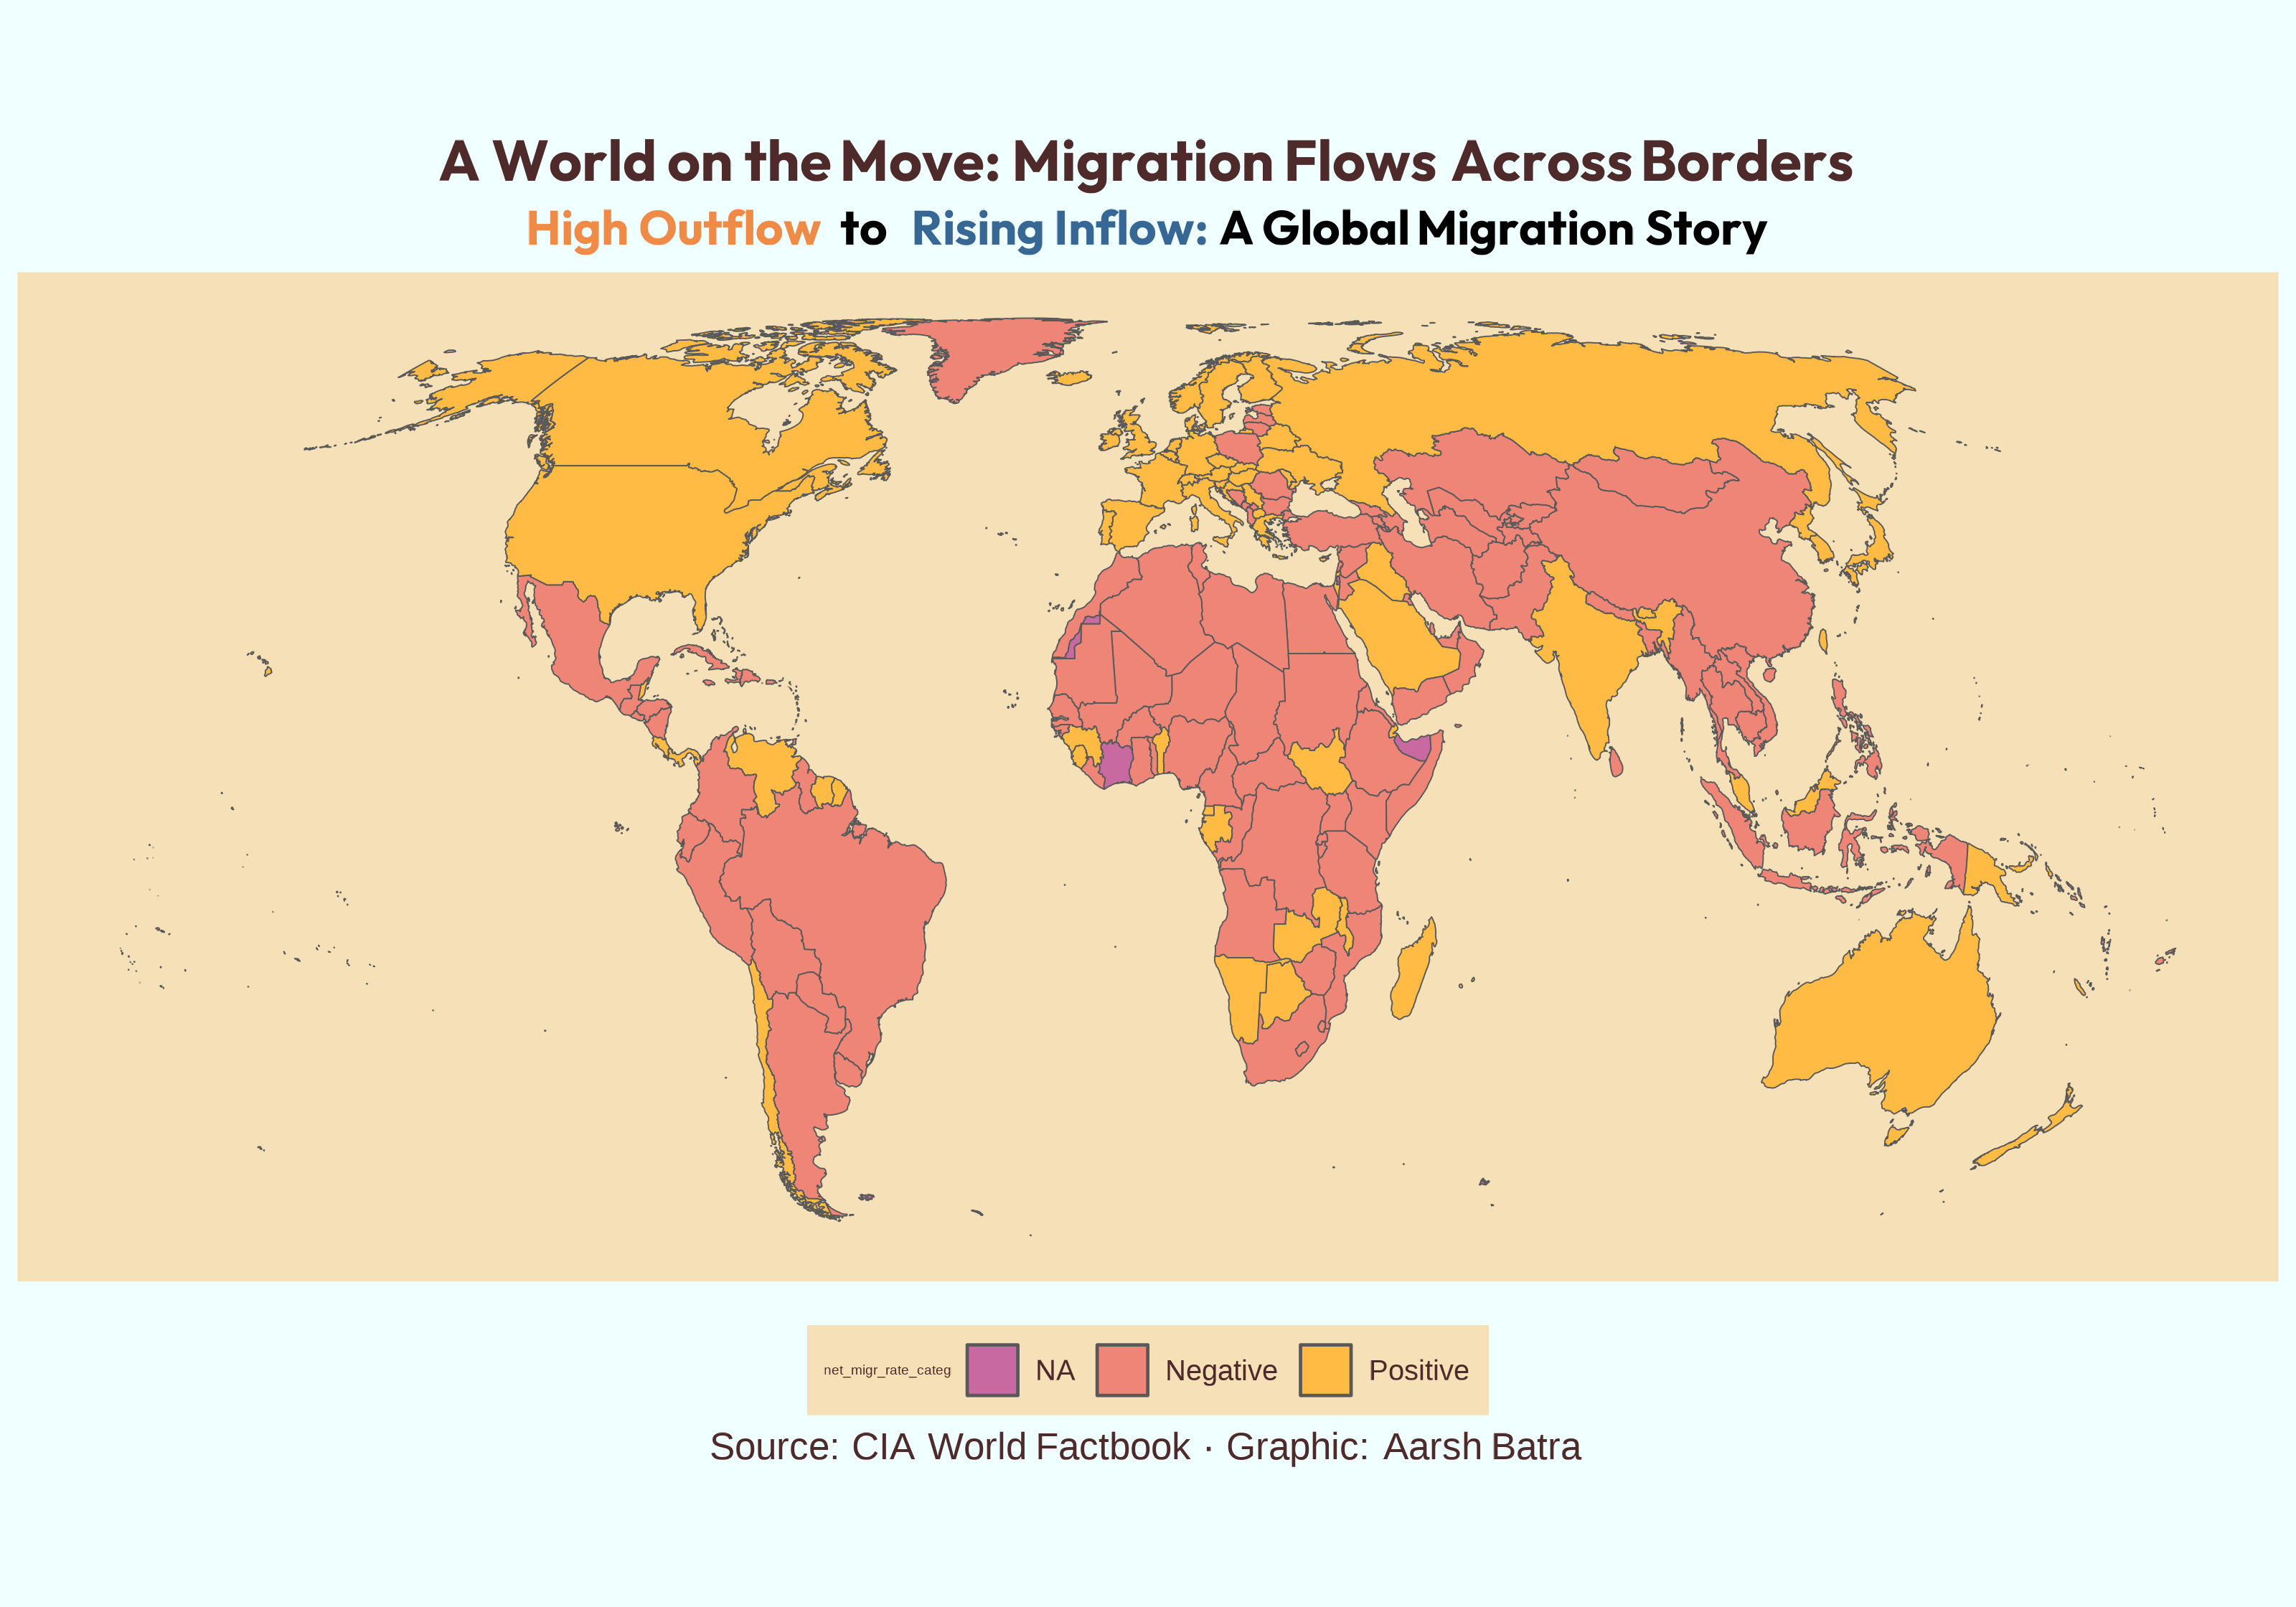 A World on the Move: Migration Flows Across Borders
High Outflow to Rising Inflow: A Global Migration Story
net_migr_rate_categ NA Negative Positive
Source: CIA World Factbook · Graphic: Aarsh Batra